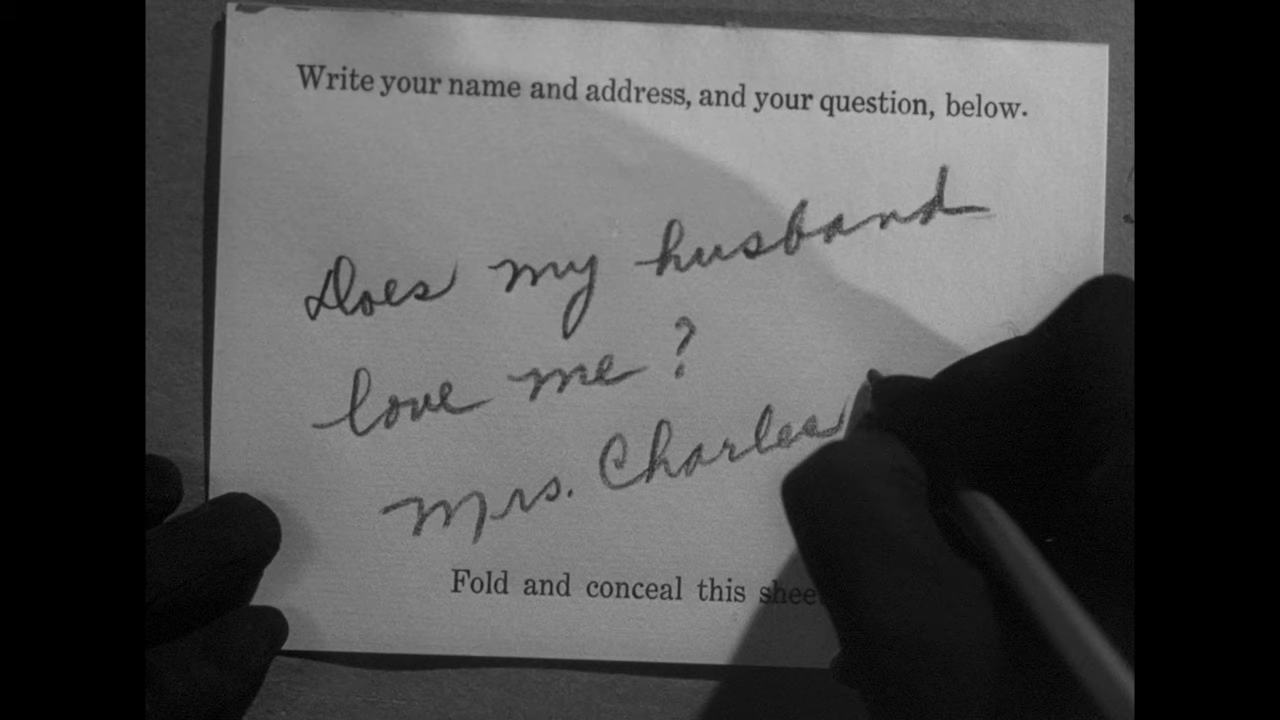 Write your name and address, and your question, below.
Does my husband
love me?
Mrs. Charles
Fold and conceal this